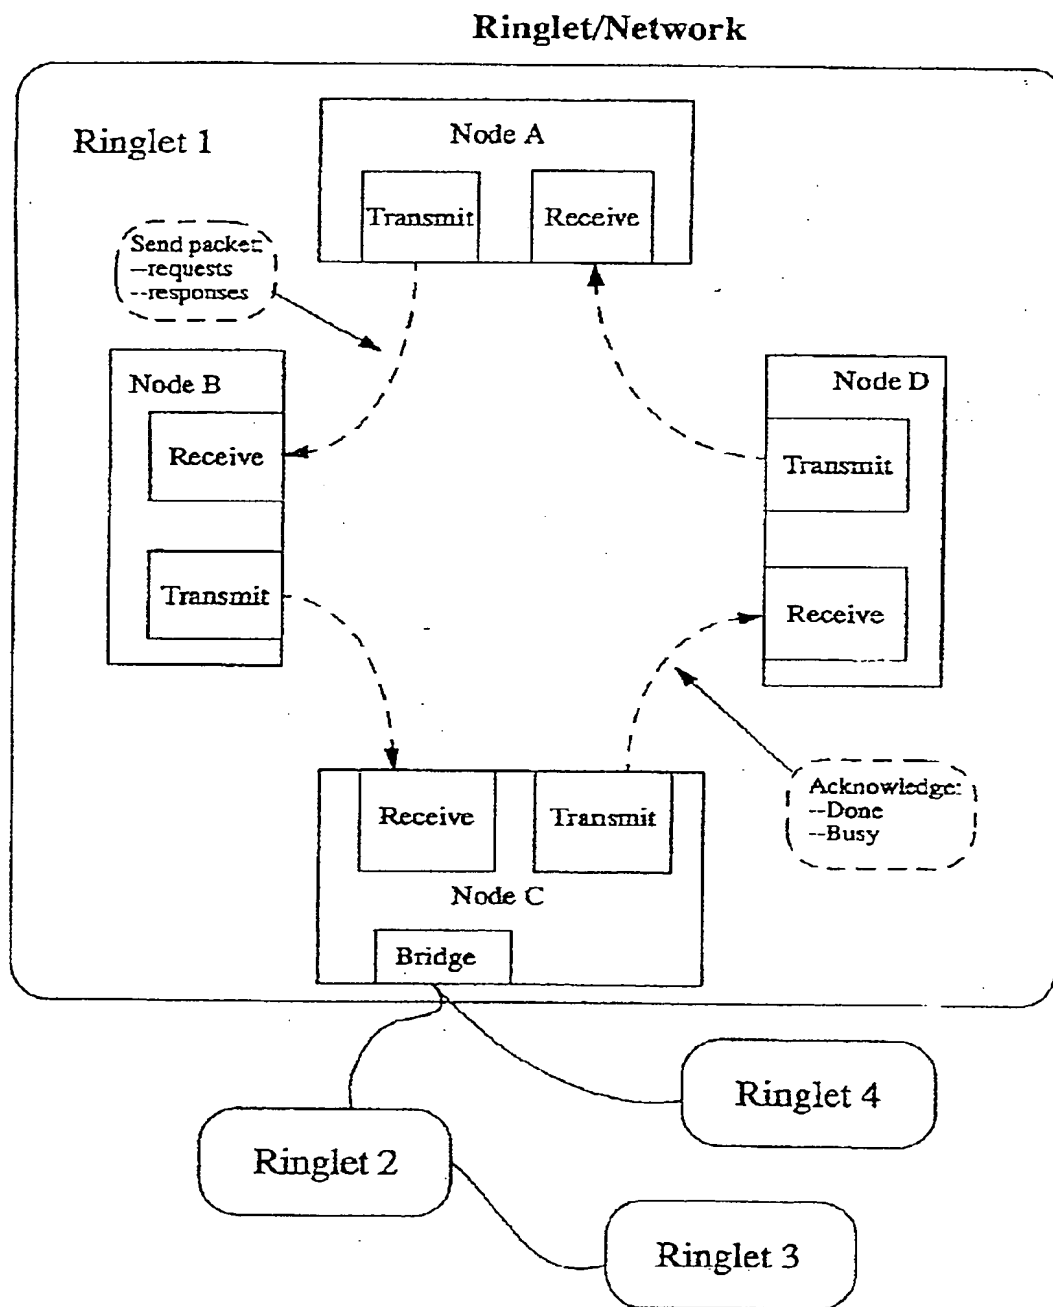 Ringlet/Network
Ringlet 1
Node A
Transmit
Receive
Send packet:
--requests
--responses
Node B
Receive
Transmit
Node D
Transmit
Receive
Receive
Transmit
Node C
Bridge
Acknowledge:
--Done
--Busy
Ringlet 4
Ringlet 2
Ringlet 3